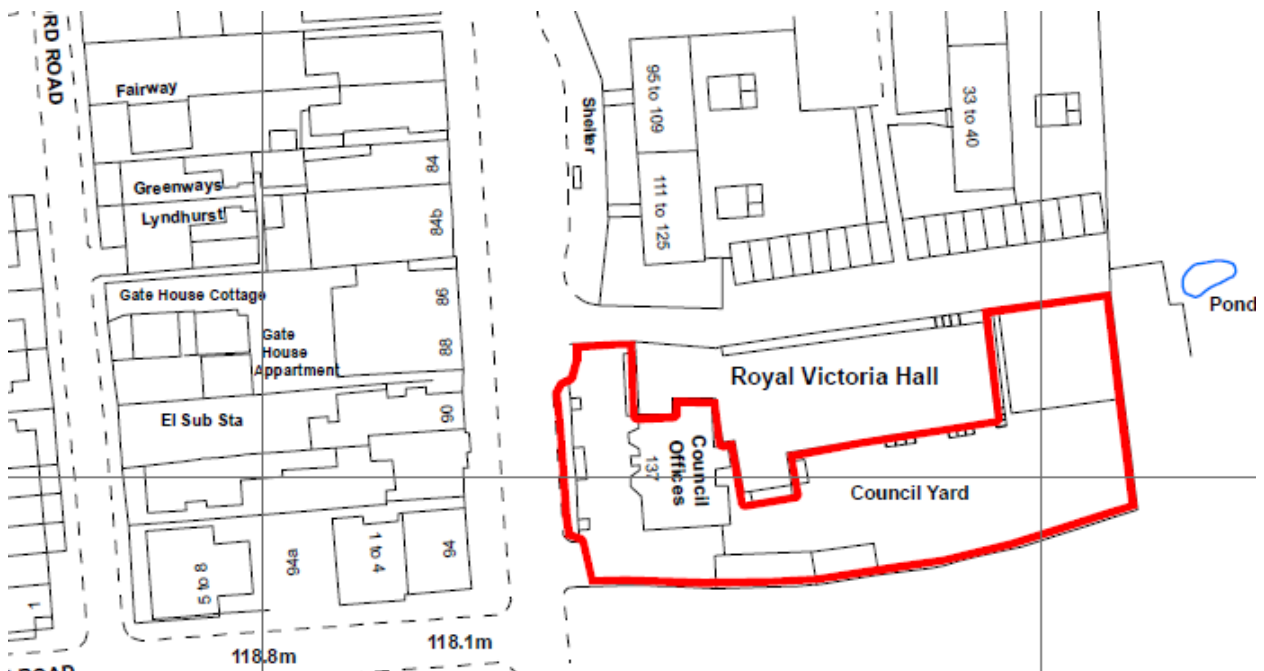 RD ROAD
Fairway
Greenways
Lyndhurst
84
84b
Gate House Cottage
Gate
House
Appartment
86
88
El Sub Sta
90
5 to 8
94a
1 to 4
94
1
118.8m
118.1m
ROAD
Shelter
95 to 109
111 to 125
33 to 40
Pond
Royal Victoria Hall
Council
Offices
137
Council Yard